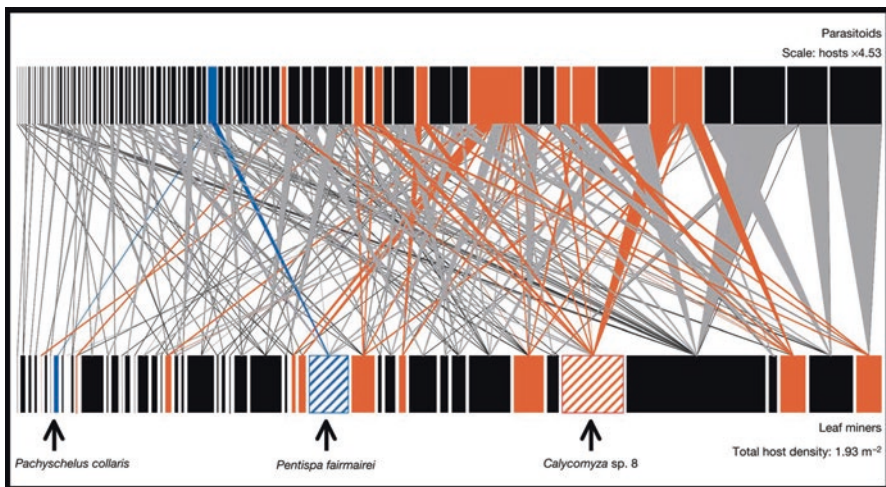 Parasitoids
Scale: hosts ×4.53
Leaf miners
Total host density: 1.93 m⁻²
Pachyschelus collaris
Pentispa fairmairei
Calycomyza sp. 8